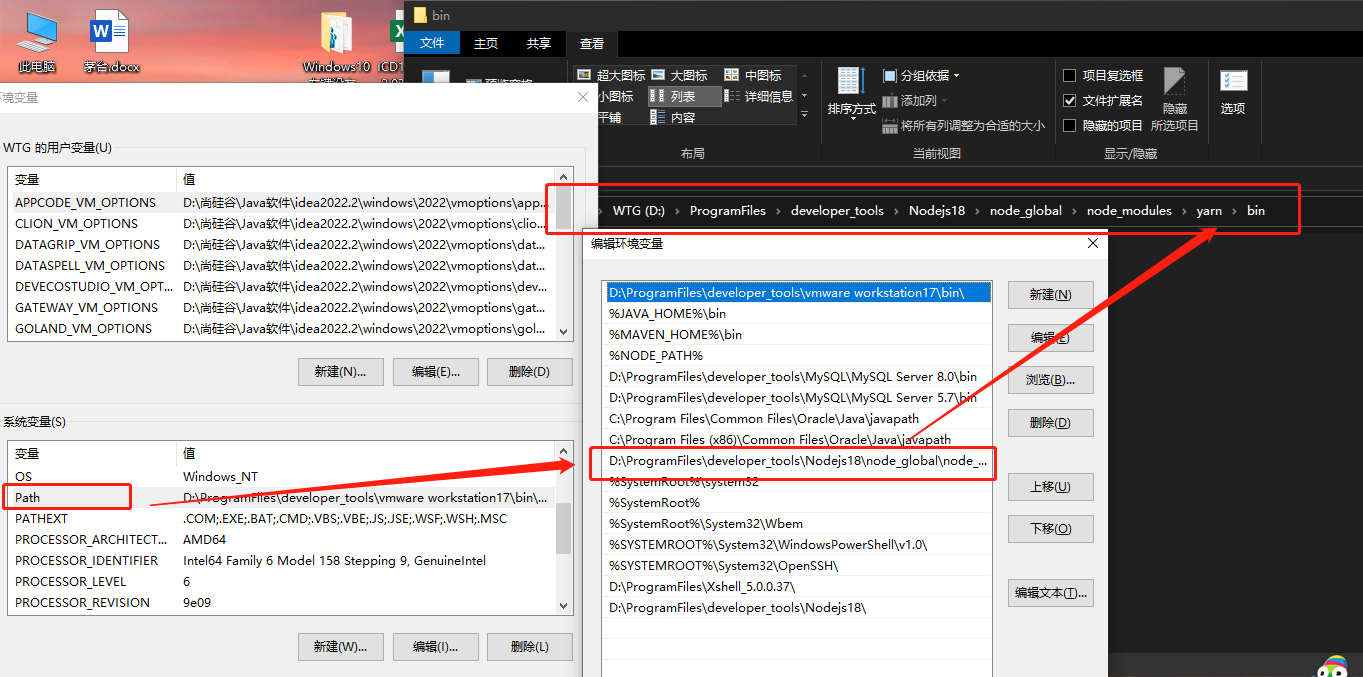 此电脑
茅台.docx
Windows10
ICD1
bin
文件
主页
共享
查看
超大图标
大图标
中图标
小图标
列表
详细信息
平铺
内容
布局
排序方式
分组依据
添加列
将所有列调整为合适的大小
当前视图
项目复选框
文件扩展名
隐藏的项目
隐藏
所选项目
显示/隐藏
选项
WTG (D:) › ProgramFiles › developer_tools › Nodejs18 › node_global › node_modules › yarn › bin
环境变量
WTG 的用户变量(U)
变量 值
APPCODE_VM_OPTIONS D:\尚硅谷\Java软件\idea2022.2\windows\2022\vmoptions\app...
CLION_VM_OPTIONS D:\尚硅谷\Java软件\idea2022.2\windows\2022\vmoptions\clio...
DATAGRIP_VM_OPTIONS D:\尚硅谷\Java软件\idea2022.2\windows\2022\vmoptions\dat...
DATASPELL_VM_OPTIONS D:\尚硅谷\Java软件\idea2022.2\windows\2022\vmoptions\dat...
DEVECOSTUDIO_VM_OPT... D:\尚硅谷\Java软件\idea2022.2\windows\2022\vmoptions\dev...
GATEWAY_VM_OPTIONS D:\尚硅谷\Java软件\idea2022.2\windows\2022\vmoptions\gat...
GOLAND_VM_OPTIONS D:\尚硅谷\Java软件\idea2022.2\windows\2022\vmoptions\gol...
新建(N)... 编辑(E)... 删除(D)
系统变量(S)
变量 值
OS Windows_NT
Path D:\ProgramFiles\developer_tools\vmware workstation17\bin\...
PATHEXT .COM;.EXE;.BAT;.CMD;.VBS;.VBE;.JS;.JSE;.WSF;.WSH;.MSC
PROCESSOR_ARCHITECT... AMD64
PROCESSOR_IDENTIFIER Intel64 Family 6 Model 158 Stepping 9, GenuineIntel
PROCESSOR_LEVEL 6
PROCESSOR_REVISION 9e09
新建(W)... 编辑(I)... 删除(L)
编辑环境变量
D:\ProgramFiles\developer_tools\vmware workstation17\bin\
%JAVA_HOME%\bin
%MAVEN_HOME%\bin
%NODE_PATH%
D:\ProgramFiles\developer_tools\MySQL\MySQL Server 8.0\bin
D:\ProgramFiles\developer_tools\MySQL\MySQL Server 5.7\bin
C:\Program Files\Common Files\Oracle\Java\javapath
C:\Program Files (x86)\Common Files\Oracle\Java\javapath
D:\ProgramFiles\developer_tools\Nodejs18\node_global\node_...
%SystemRoot%\system32
%SystemRoot%
%SystemRoot%\System32\Wbem
%SYSTEMROOT%\System32\WindowsPowerShell\v1.0\
%SYSTEMROOT%\System32\OpenSSH\
D:\ProgramFiles\Xshell_5.0.0.37\
D:\ProgramFiles\developer_tools\Nodejs18\
新建(N)
编辑(E)
浏览(B)...
删除(D)
上移(U)
下移(O)
编辑文本(T)...